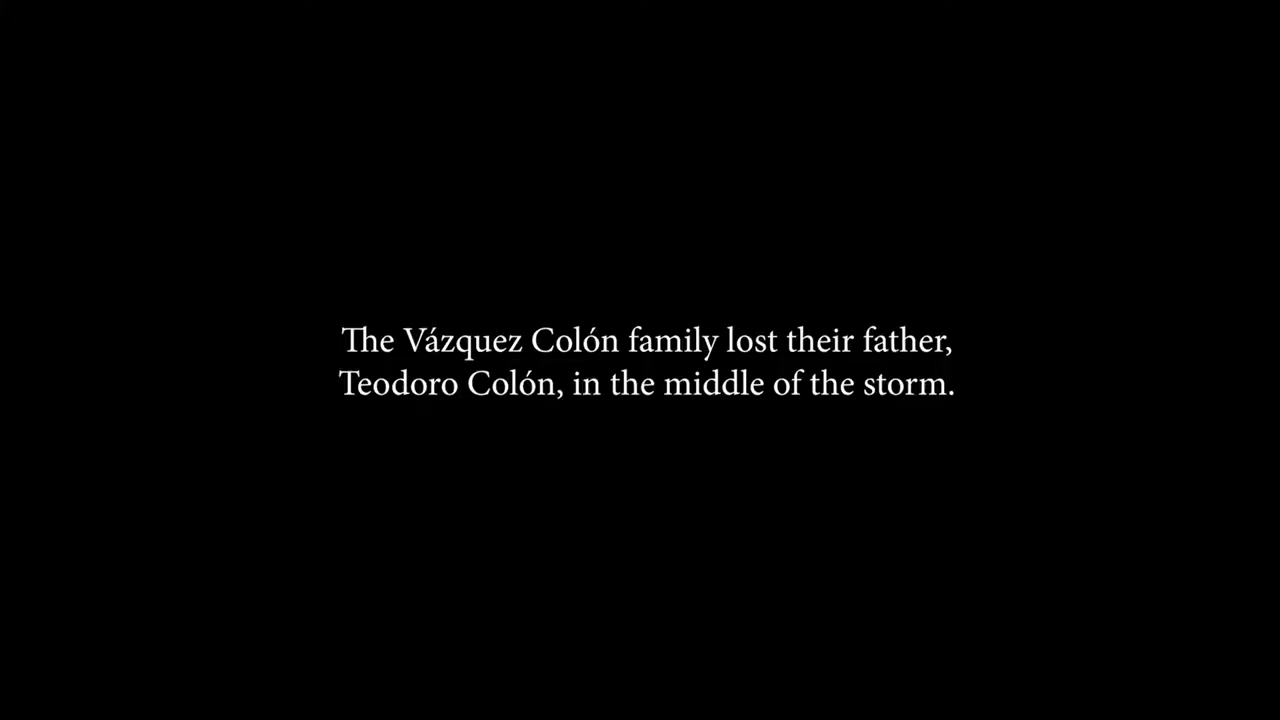 The Vázquez Colón family lost their father,
Teodoro Colón, in the middle of the storm.